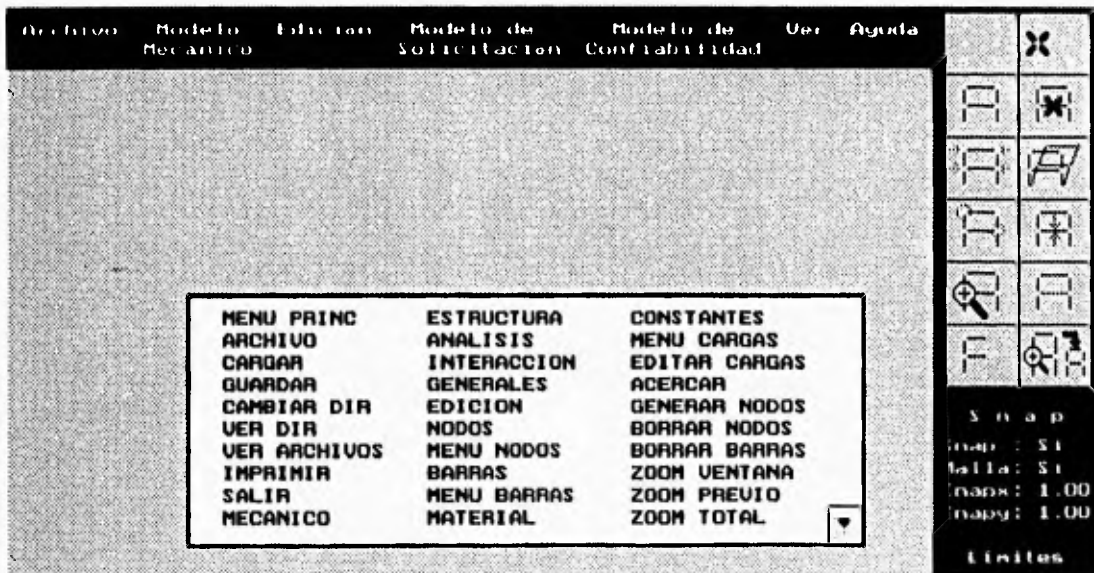 Archivo Modelo Edicion Modelo de Modelo de Ver Ayuda
Mecanico Solicitacion Confiabilidad
MENU PRINC ESTRUCTURA CONSTANTES
ARCHIVO ANALISIS MENU CARGAS
CARGAR INTERACCION EDITAR CARGAS
GUARDAR GENERALES ACERCAR
CAMBIAR DIR EDICION GENERAR NODOS
VER DIR NODOS BORRAR NODOS
VER ARCHIVOS MENU NODOS BORRAR BARRAS
IMPRIMIR BARRAS ZOOM VENTANA
SALIR MENU BARRAS ZOOM PREVIO
MECANICO MATERIAL ZOOM TOTAL
Snap
Snap : Si
Malla: Si
Snapx: 1.00
Snapy: 1.00
Limites